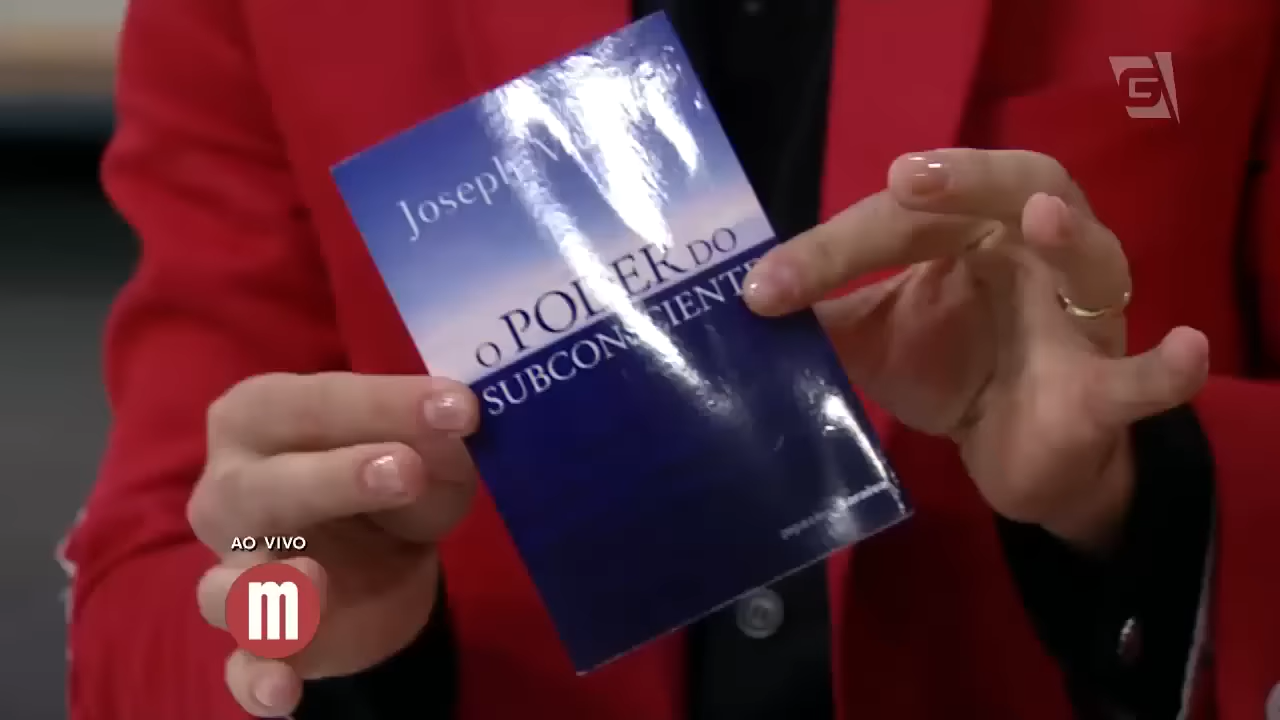 Joseph
O PODER DO
SUBCONSCIENTE
AO VIVO
m
G